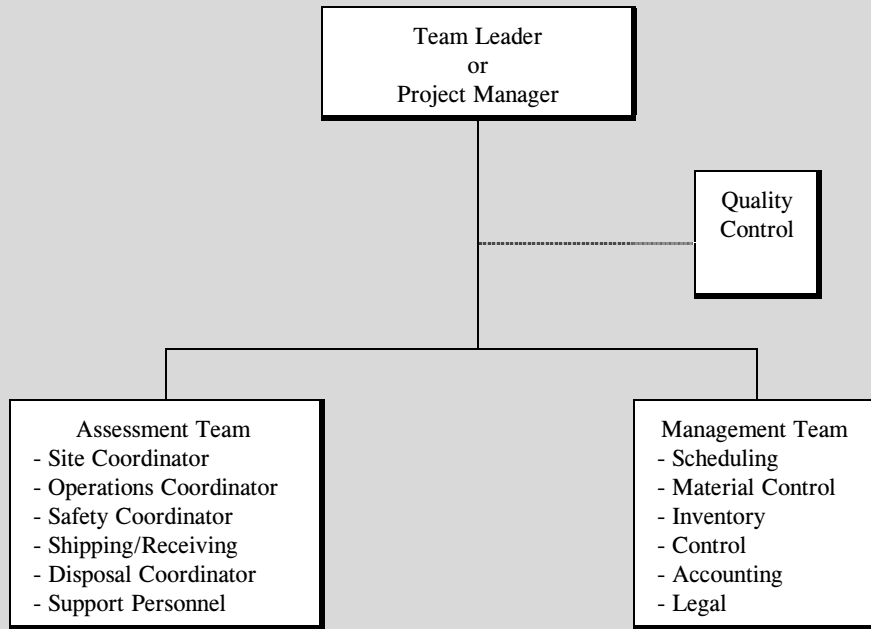 Team Leader
or
Project Manager
Quality
Control
Assessment Team
- Site Coordinator
- Operations Coordinator
- Safety Coordinator
- Shipping/Receiving
- Disposal Coordinator
- Support Personnel
Management Team
- Scheduling
- Material Control
- Inventory
- Control
- Accounting
- Legal